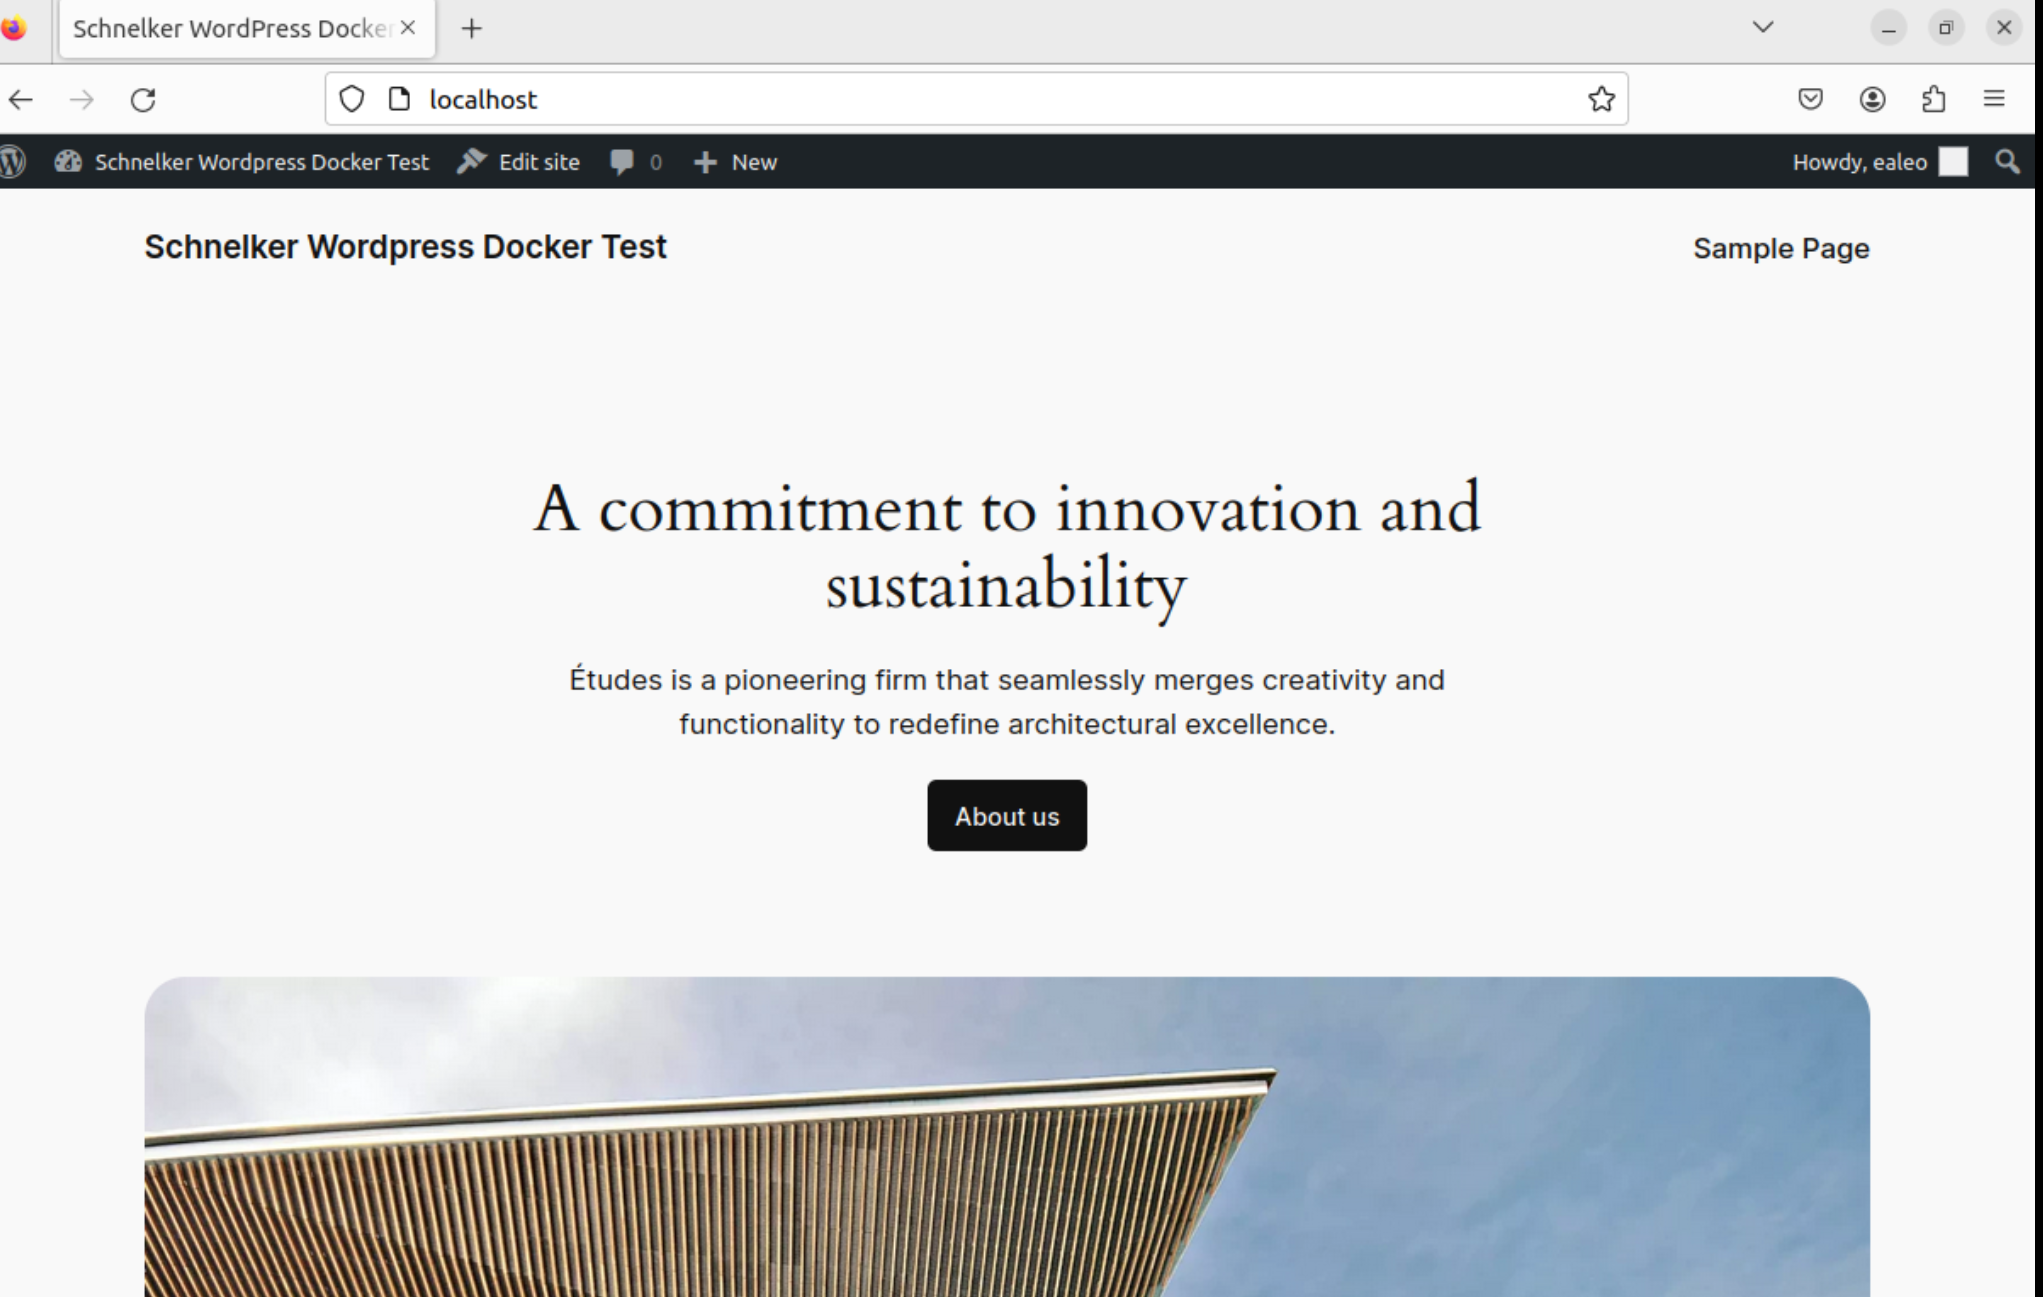 Schnelker WordPress Docker
localhost
Schnelker Wordpress Docker Test Edit site 0 New Howdy, ealeo
Schnelker Wordpress Docker Test Sample Page
A commitment to innovation and
sustainability
Études is a pioneering firm that seamlessly merges creativity and
functionality to redefine architectural excellence.
About us